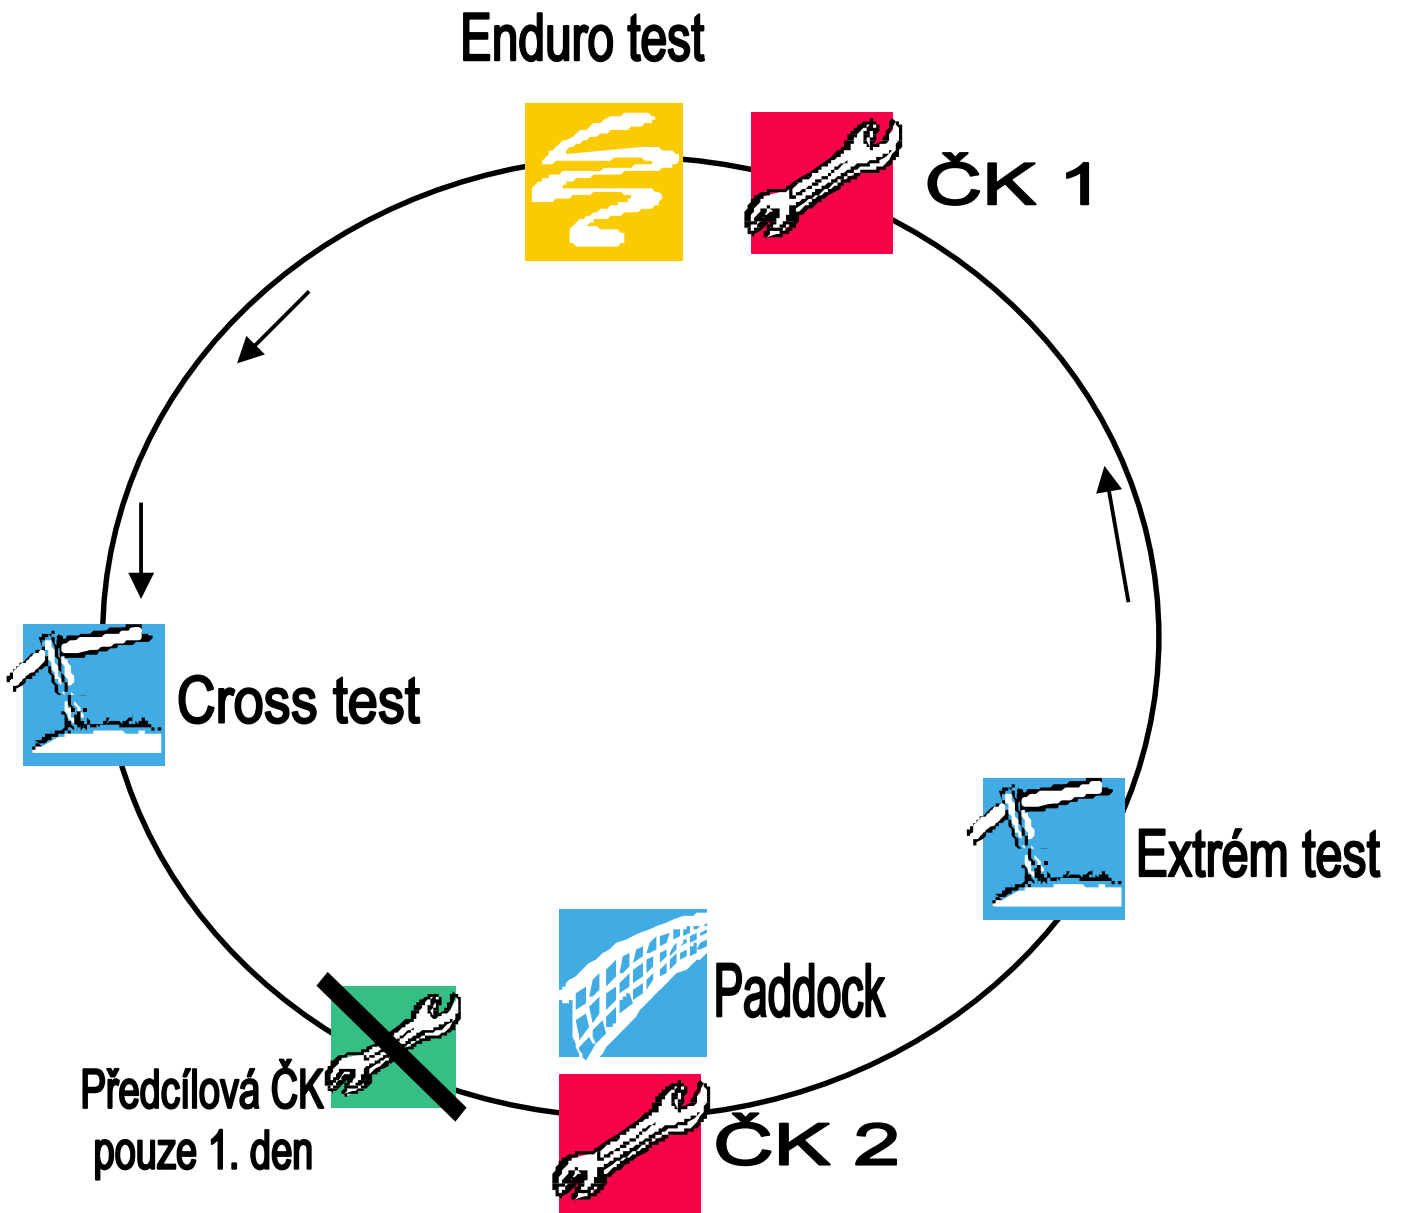 Enduro test
ČK 1
Cross test
Extrém test
Paddock
Předcílová ČK
pouze 1. den
ČK 2